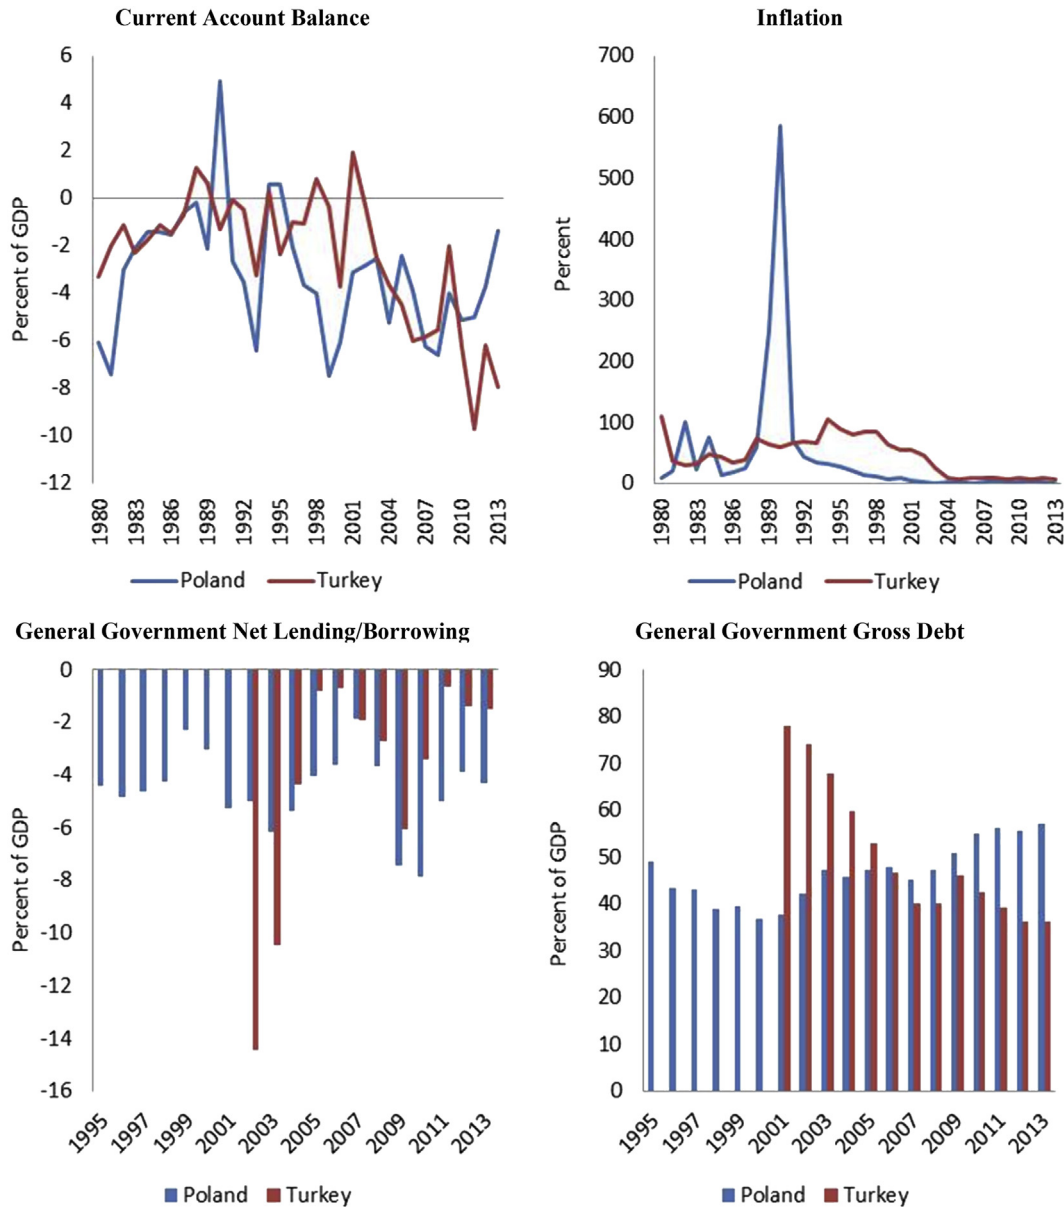 Current Account Balance
Percent of GDP
6
4
2
0
-2
-4
-6
-8
-10
-12
1980 1983 1986 1989 1992 1995 1998 2001 2004 2007 2010 2013
Poland Turkey
Inflation
Percent
700
600
500
400
300
200
100
0
1980 1983 1986 1989 1992 1995 1998 2001 2004 2007 2010 2013
Poland Turkey
General Government Net Lending/Borrowing
Percent of GDP
0
-2
-4
-6
-8
-10
-12
-14
-16
1995 1997 1999 2001 2003 2005 2007 2009 2011 2013
Poland Turkey
General Government Gross Debt
Percent of GDP
90
80
70
60
50
40
30
20
10
0
1995 1997 1999 2001 2003 2005 2007 2009 2011 2013
Poland Turkey